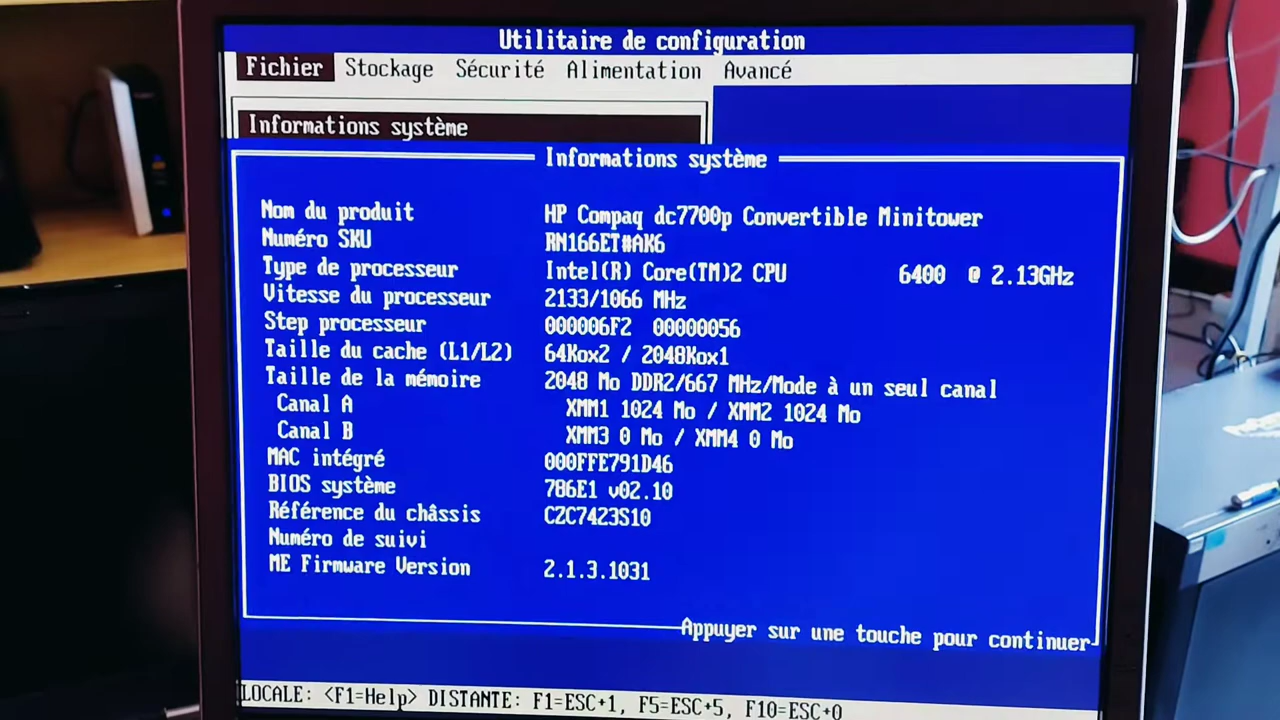 Utilitaire de configuration
Fichier Stockage Sécurité Alimentation Avancé
Informations système
Informations système
Nom du produit HP Compaq dc7700p Convertible Minitower
Numéro SKU RN166ET#AK6
Type de processeur Intel(R) Core(TM)2 CPU 6400 @ 2.13GHz
Vitesse du processeur 2133/1066 MHz
Step processeur 000006F2 00000056
Taille du cache (L1/L2) 64Kox2 / 2048Kox1
Taille de la mémoire 2048 Mo DDR2/667 MHz/Mode à un seul canal
Canal A XMM1 1024 Mo / XMM2 1024 Mo
Canal B XMM3 0 Mo / XMM4 0 Mo
MAC intégré 000FFE791D46
BIOS système 786E1 v02.10
Référence du châssis CZC7423S10
Numéro de suivi
ME Firmware Version 2.1.3.1031
Appuyer sur une touche pour continuer
LOCALE: <F1=Help> DISTANTE: F1=ESC+1, F5=ESC+5, F10=ESC+0